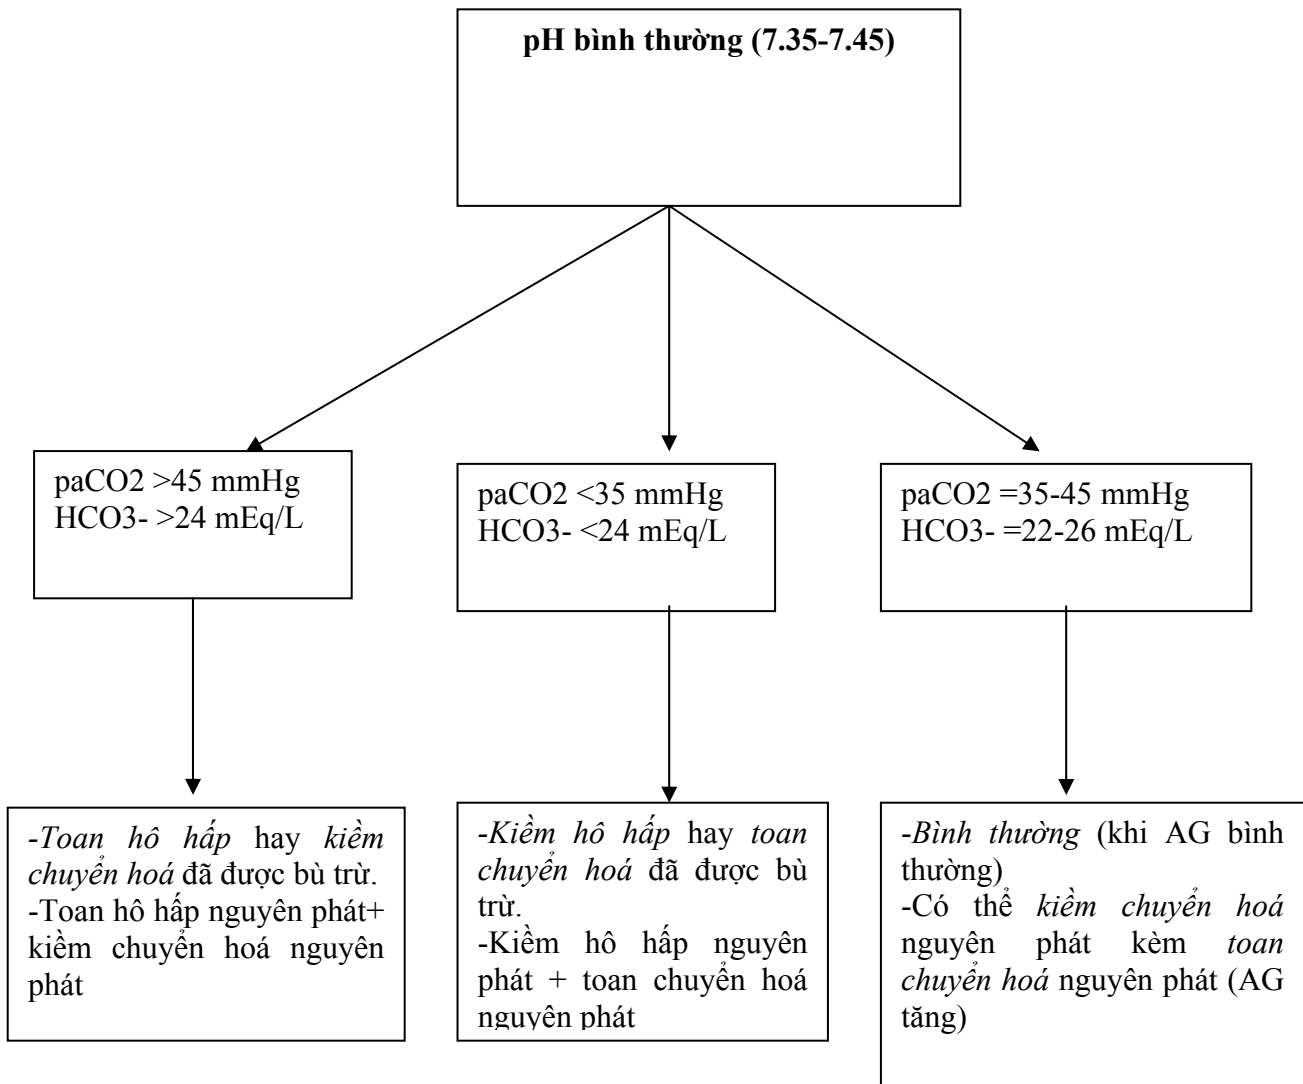 pH bình thường (7.35-7.45)
paCO2 >45 mmHg
HCO3- >24 mEq/L
paCO2 <35 mmHg
HCO3- <24 mEq/L
paCO2 =35-45 mmHg
HCO3- =22-26 mEq/L
-Toan hô hấp hay kiềm
chuyển hoá đã được bù trừ.
-Toan hô hấp nguyên phát+
kiềm chuyển hoá nguyên
phát
-Kiềm hô hấp hay toan
chuyển hoá đã được bù
trừ.
-Kiềm hô hấp nguyên
phát + toan chuyển hoá
nguyên phát
-Bình thường (khi AG bình
thường)
-Có thể kiềm chuyển hoá
nguyên phát kèm toan
chuyển hoá nguyên phát (AG
tăng)